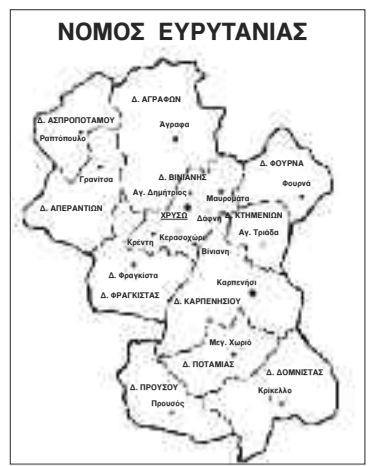 ΝΟΜΟΣ ΕΥΡΥΤΑΝΙΑΣ
Δ. ΑΓΡΑΦΩΝ
Δ. ΑΣΠΡΟΠΟΤΑΜΟΥ
Άγραφα
Ραπτόπουλο
Δ. ΦΟΥΡΝΑ
Γρανίτσα
Δ. ΒΙΝΙΑΝΗΣ
Φουρνά
Αγ. Δημήτριος
Μαυρομάτα
Δ. ΑΠΕΡΑΝΤΙΩΝ
ΧΡΥΣΩ
Δάφνη
Δ. ΚΤΗΜΕΝΙΩΝ
Αγ. Τριάδα
Κρέντη
Κερασοχώρι
Βίνιανη
Δ. Φραγκίστα
Καρπενήσι
Δ. ΦΡΑΓΚΙΣΤΑΣ
Δ. ΚΑΡΠΕΝΗΣΙΟΥ
Μεγ. Χωριό
Δ. ΠΟΤΑΜΙΑΣ
Δ. ΔΟΜΝΙΣΤΑΣ
Δ. ΠΡΟΥΣΟΥ
Κρίκελλο
Προυσός